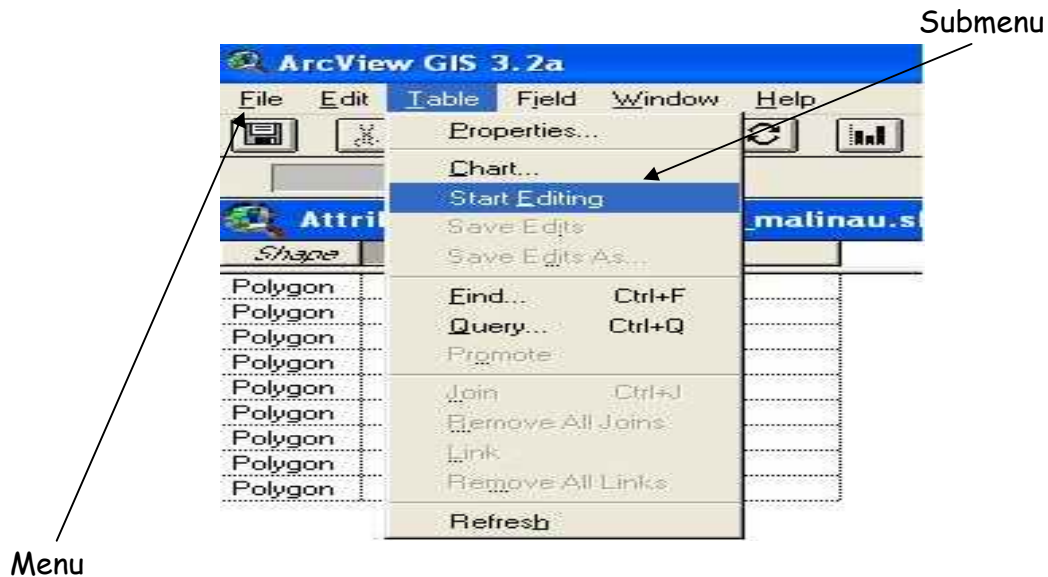 Submenu
ArcView GIS 3.2a
File Edit Table Field Window Help
Properties...
Chart...
Start Editing
Attri _malinau.s
Save Edits
Shape Save Edits As...
Polygon
Find... Ctrl+F
Polygon
Query... Ctrl+Q
Polygon
Promote
Polygon
Polygon
Join Ctrl+J
Polygon
Remove All Joins
Polygon
Link
Polygon
Remove All Links
Polygon
Refresh
Menu